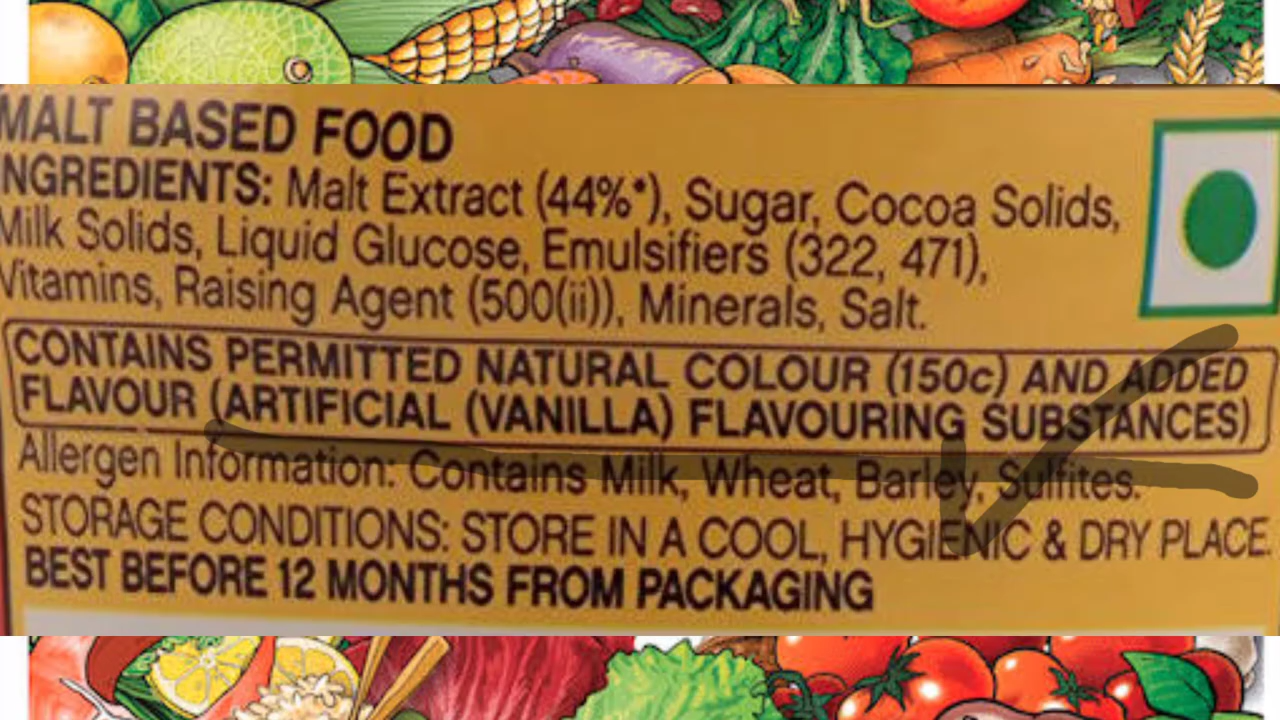 MALT BASED FOOD
INGREDIENTS: Malt Extract (44%*), Sugar, Cocoa Solids,
Milk Solids, Liquid Glucose, Emulsifiers (322, 471),
Vitamins, Raising Agent (500(ii)), Minerals, Salt.
CONTAINS PERMITTED NATURAL COLOUR (150c) AND ADDED
FLAVOUR (ARTIFICIAL (VANILLA) FLAVOURING SUBSTANCES)
Allergen Information: Contains Milk, Wheat, Barley, Sulfites.
STORAGE CONDITIONS: STORE IN A COOL, HYGIENIC & DRY PLACE.
BEST BEFORE 12 MONTHS FROM PACKAGING